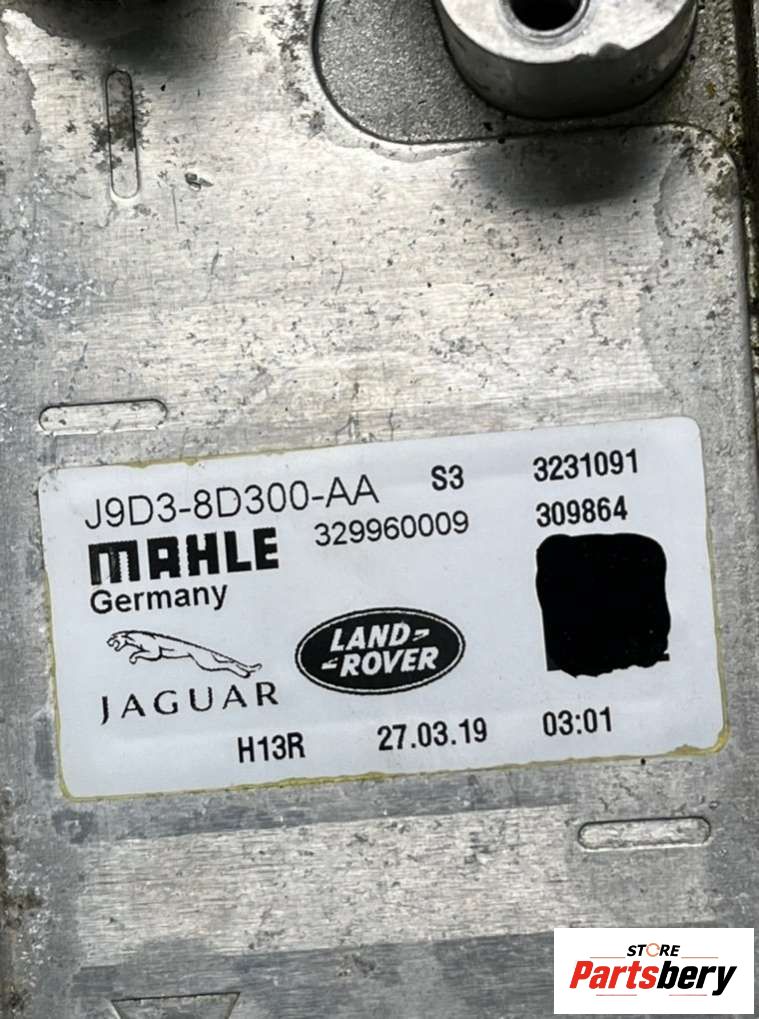 J9D3-8D300-AA S3 3231091
MAHLE 329960009 309864
Germany
JAGUAR LAND-
-ROVER
H13R 27.03.19 03:01
STORE
Partsbery